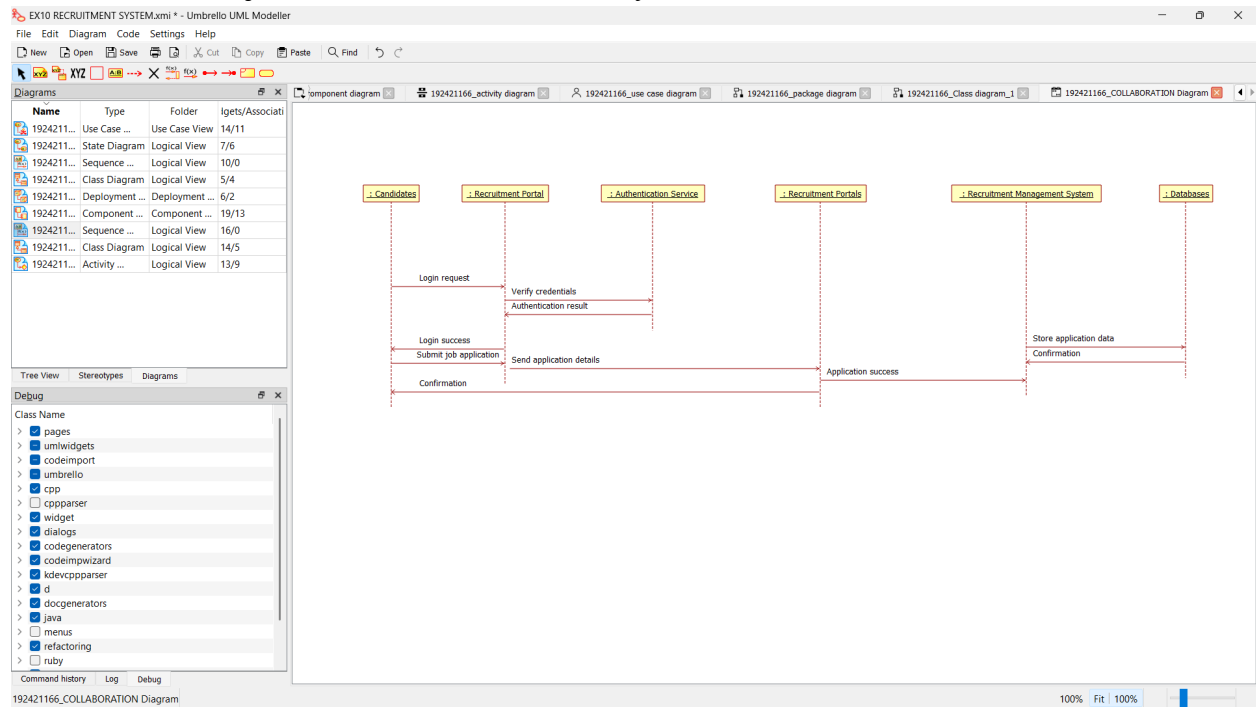 EX10 RECRUITMENT SYSTEM.xmi * - Umbrello UML Modeller
File Edit Diagram Code Settings Help
New Open Save Cut Copy Paste Find
XYZ XYZ A:B f(x) f(x)
Diagrams
omponent diagram 192421166_activity diagram 192421166_use case diagram 192421166_package diagram 192421166_Class diagram_1 192421166_COLLABORATION Diagram
Name Type Folder lgets/Associati
1924211... Use Case ... Use Case View 14/11
1924211... State Diagram Logical View 7/6
1924211... Sequence ... Logical View 10/0
1924211... Class Diagram Logical View 5/4
1924211... Deployment ... Deployment ... 6/2
1924211... Component ... Component ... 19/13
1924211... Sequence ... Logical View 16/0
1924211... Class Diagram Logical View 14/5
1924211... Activity ... Logical View 13/9
Tree View Stereotypes Diagrams
Debug
Class Name
pages
umlwidgets
codeimport
umbrello
cpp
cppparser
widget
dialogs
codegenerators
codeimpwizard
kdevcppparser
d
docgenerators
java
menus
refactoring
ruby
Command history Log Debug
: Candidates : Recruitment Portal : Authentication Service : Recruitment Portals : Recruitment Management System : Databases
Login request
Verify credentials
Authentication result
Login success
Store application data
Submit job application
Confirmation
Send application details
Application success
Confirmation
192421166_COLLABORATION Diagram
100% Fit 100%